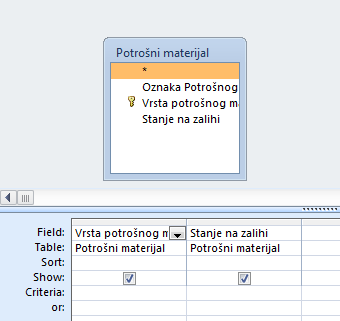 Potrošni materijal
*
Oznaka Potrošnog
Vrsta potrošnog ma
Stanje na zalihi
Field: Vrsta potrošnog m Stanje na zalihi
Table: Potrošni materijal Potrošni materijal
Sort:
Show:
Criteria:
or: